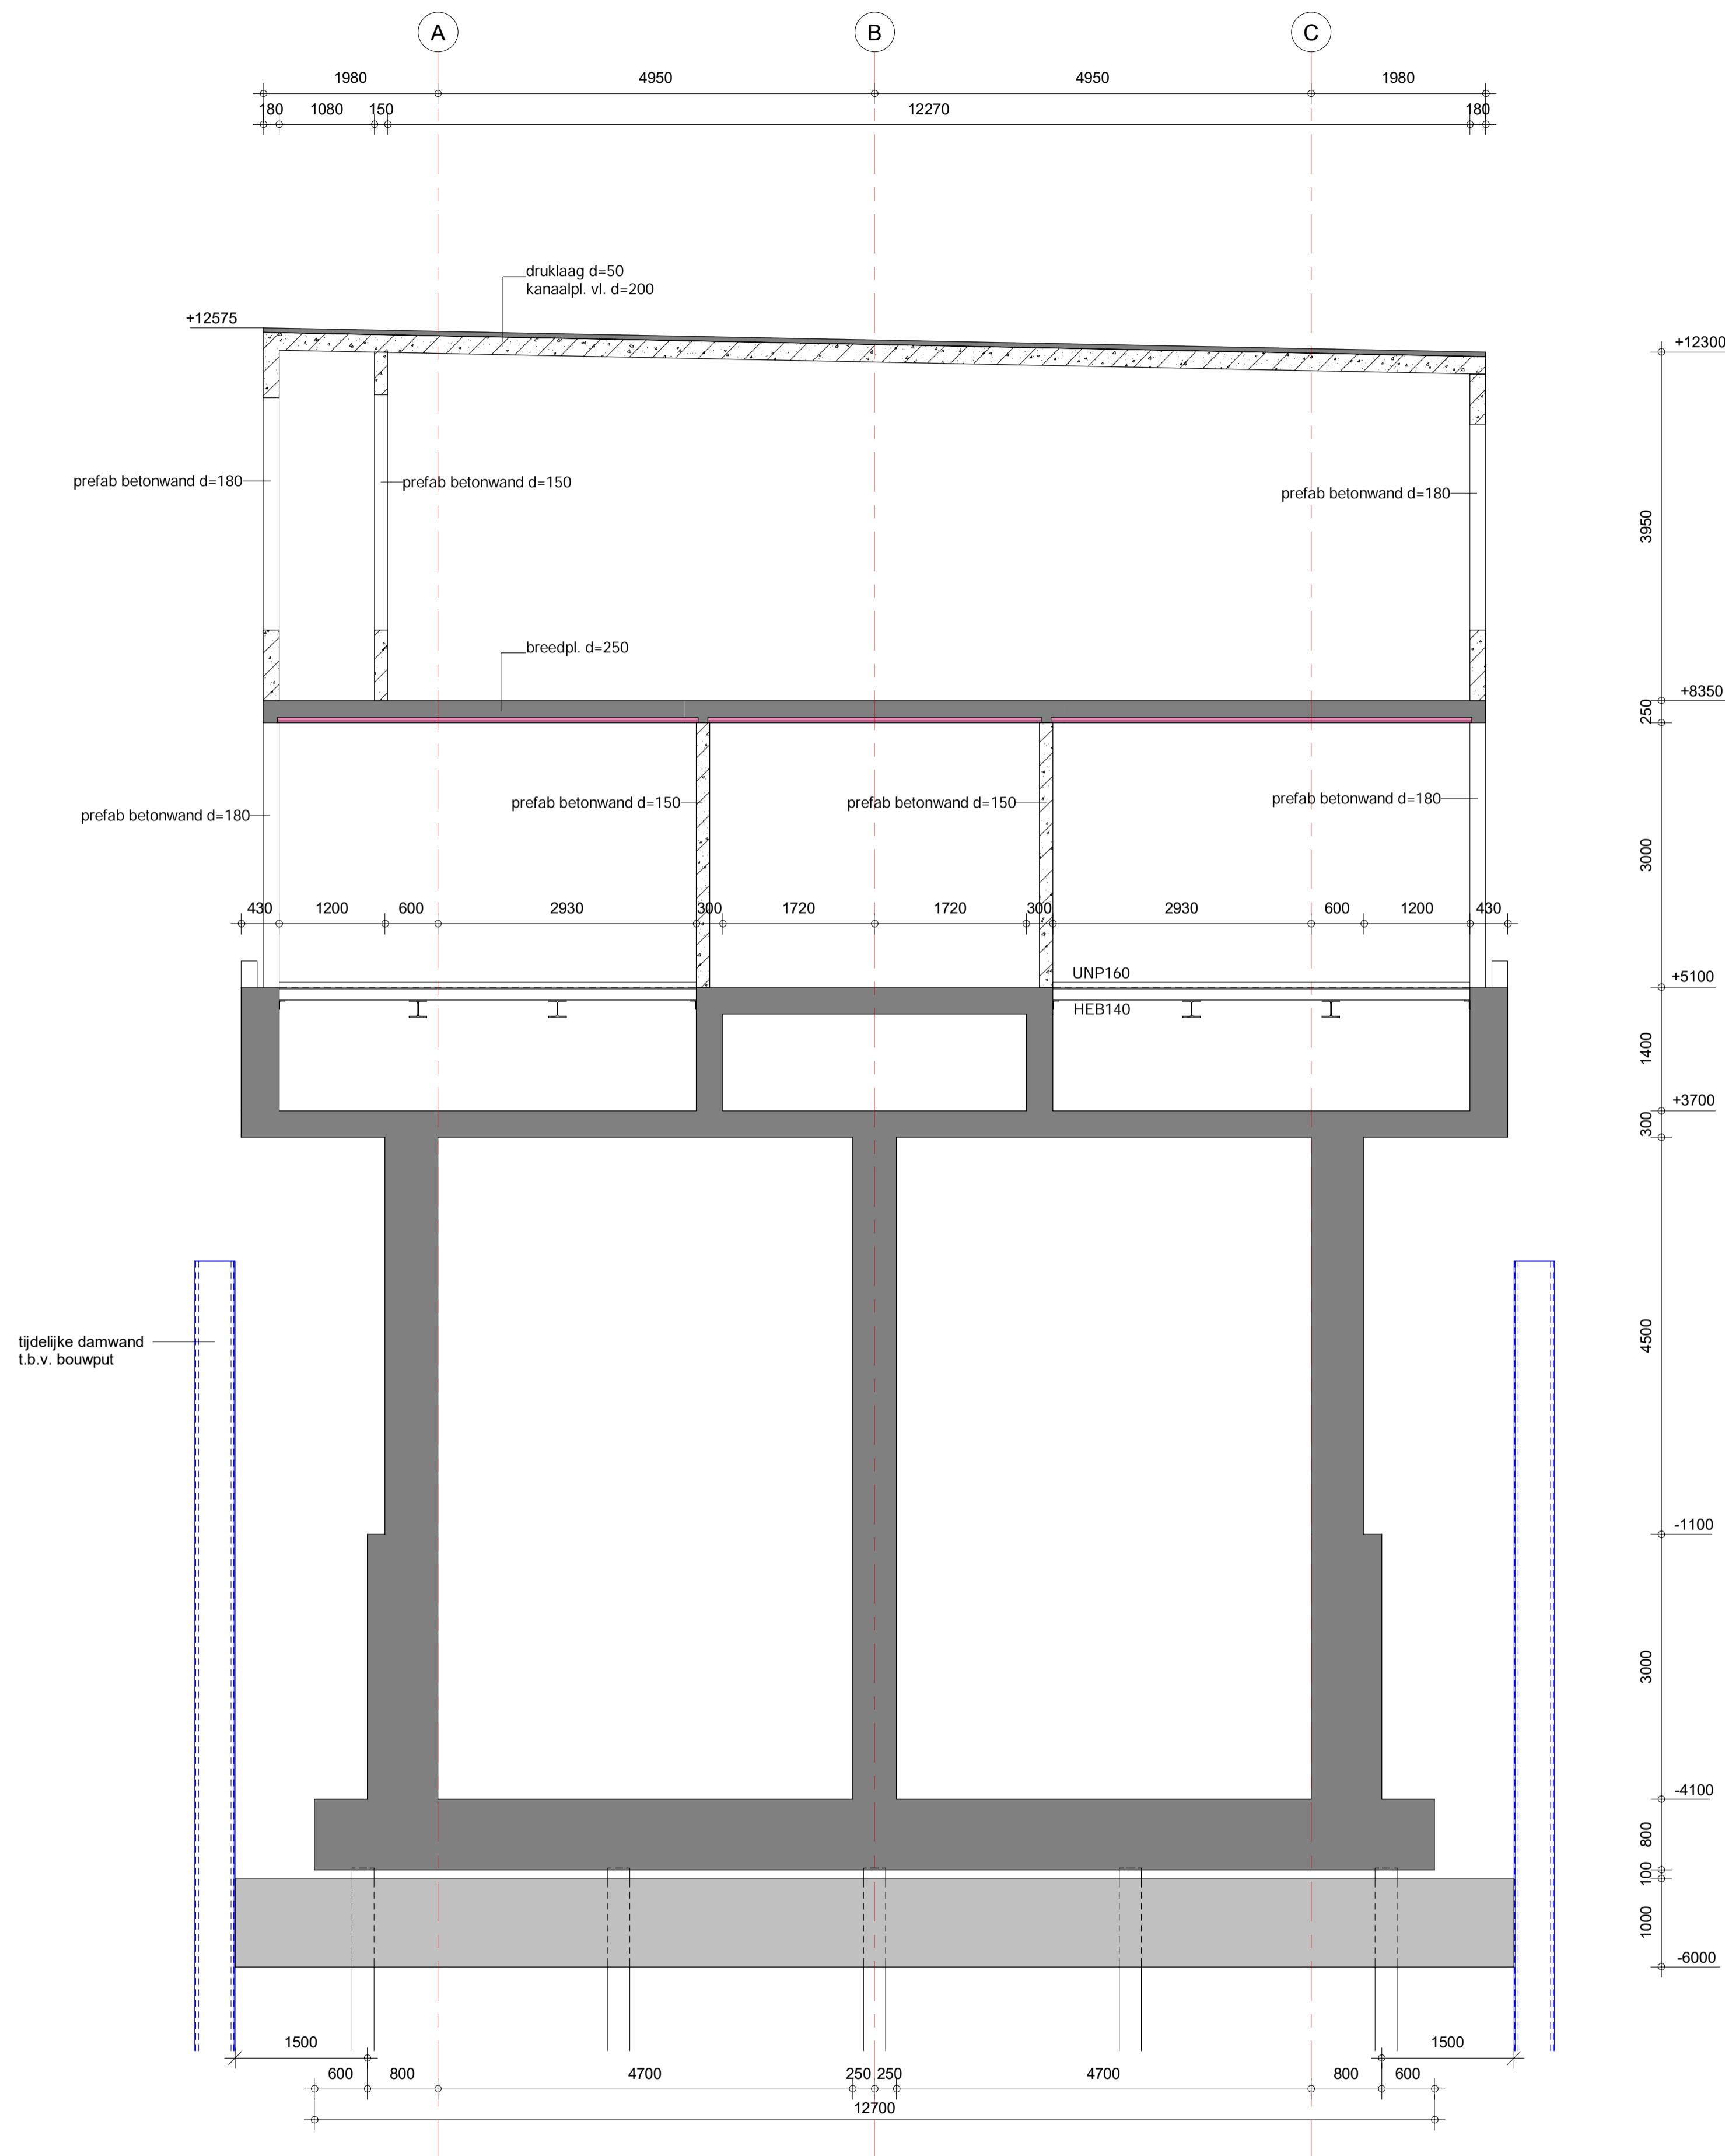 A
B
C
1980
4950
4950
1980
180
1080
150
12270
180
druklaag d=50
kanaalpl. vl. d=200
+12575
+12300
prefab betonwand d=180
prefab betonwand d=150
prefab betonwand d=180
3950
breedpl. d=250
+8350
250
prefab betonwand d=180
prefab betonwand d=150
prefab betonwand d=150
prefab betonwand d=180
3000
430
1200
600
2930
300
1720
1720
300
2930
600
1200
430
UNP160
+5100
HEB140
1400
+3700
300
tijdelijke damwand
t.b.v. bouwput
4500
-1100
3000
-4100
800
100
1000
-6000
1500
1500
600
800
4700
250
250
4700
800
600
12700